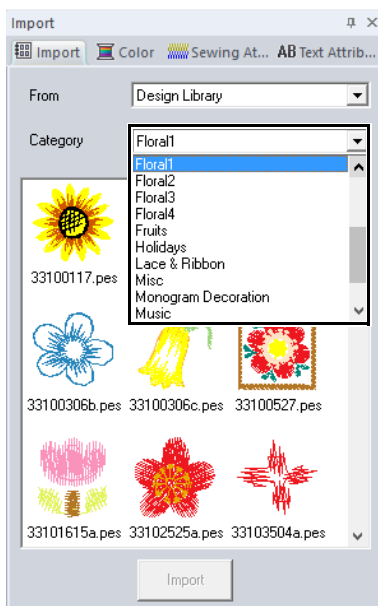 Import
Import Color Sewing At... AB Text Attrib...
From Design Library
Category Floral1
Floral1
Floral2
Floral3
Floral4
Fruits
Holidays
Lace & Ribbon
Misc
Monogram Decoration
Music
33100117.pes
33100306b.pes 33100306c.pes 33100527.pes
33101615a.pes 33102525a.pes 33103504a.pes
Import